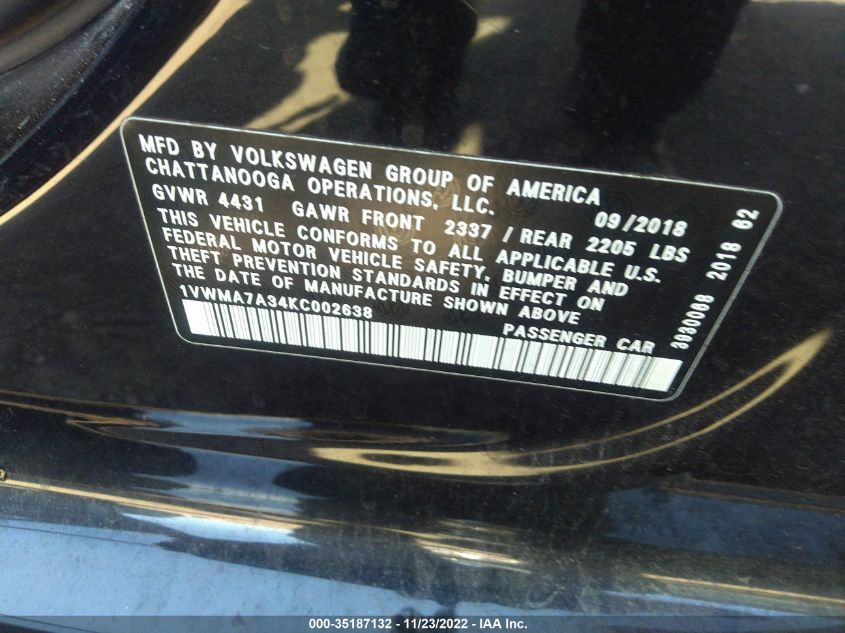 MFD BY VOLKSWAGEN GROUP OF AMERICA
CHATTANOOGA OPERATIONS, LLC. 09/2018
GVWR 4431 GAWR FRONT 2337 / REAR 2205 LBS
THIS VEHICLE CONFORMS TO ALL APPLICABLE U.S.
FEDERAL MOTOR VEHICLE SAFETY, BUMPER AND
THEFT PREVENTION STANDARDS IN EFFECT ON
THE DATE OF MANUFACTURE SHOWN ABOVE
1VWMA7A34KC002638 PASSENGER CAR
3930068 2018 62
000-35187132 - 11/23/2022 - IAA Inc.